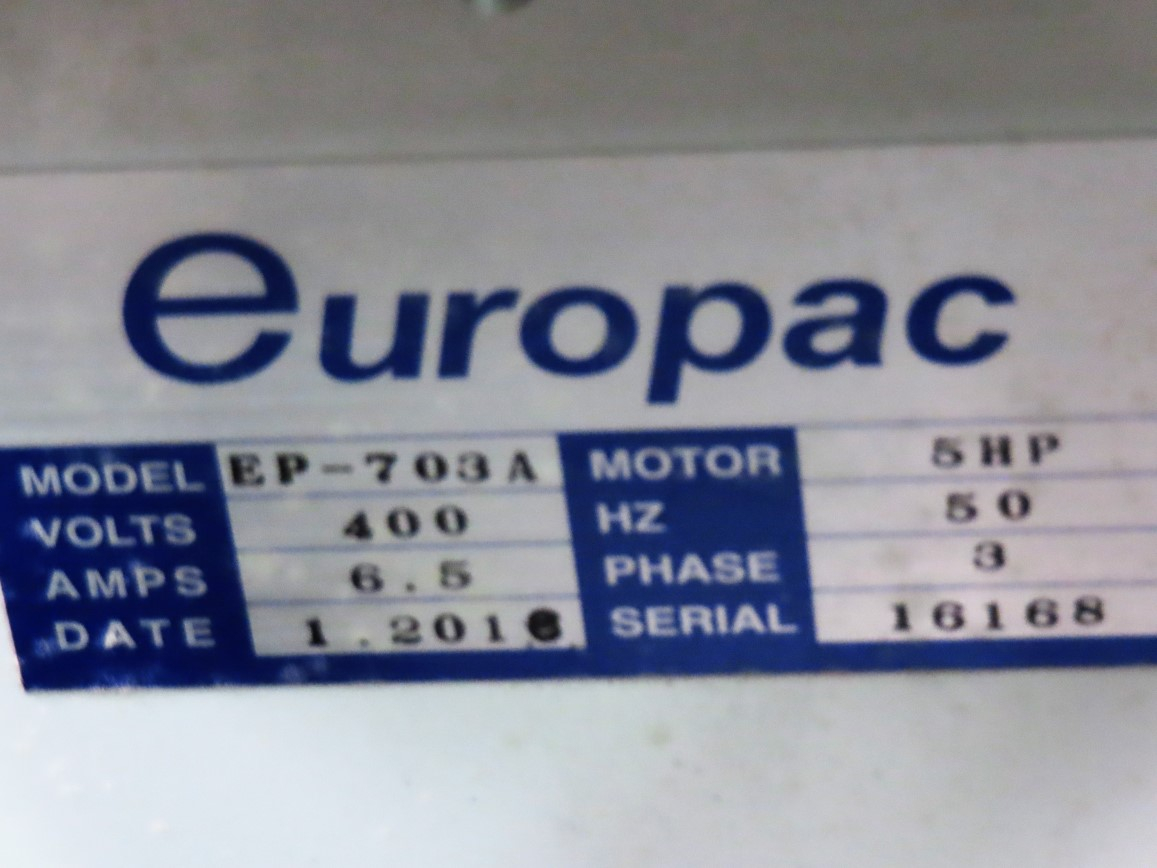 europac
MODEL EP-703A MOTOR 5HP
VOLTS 400 HZ 50
AMPS 6.5 PHASE 3
DATE SERIAL 16168